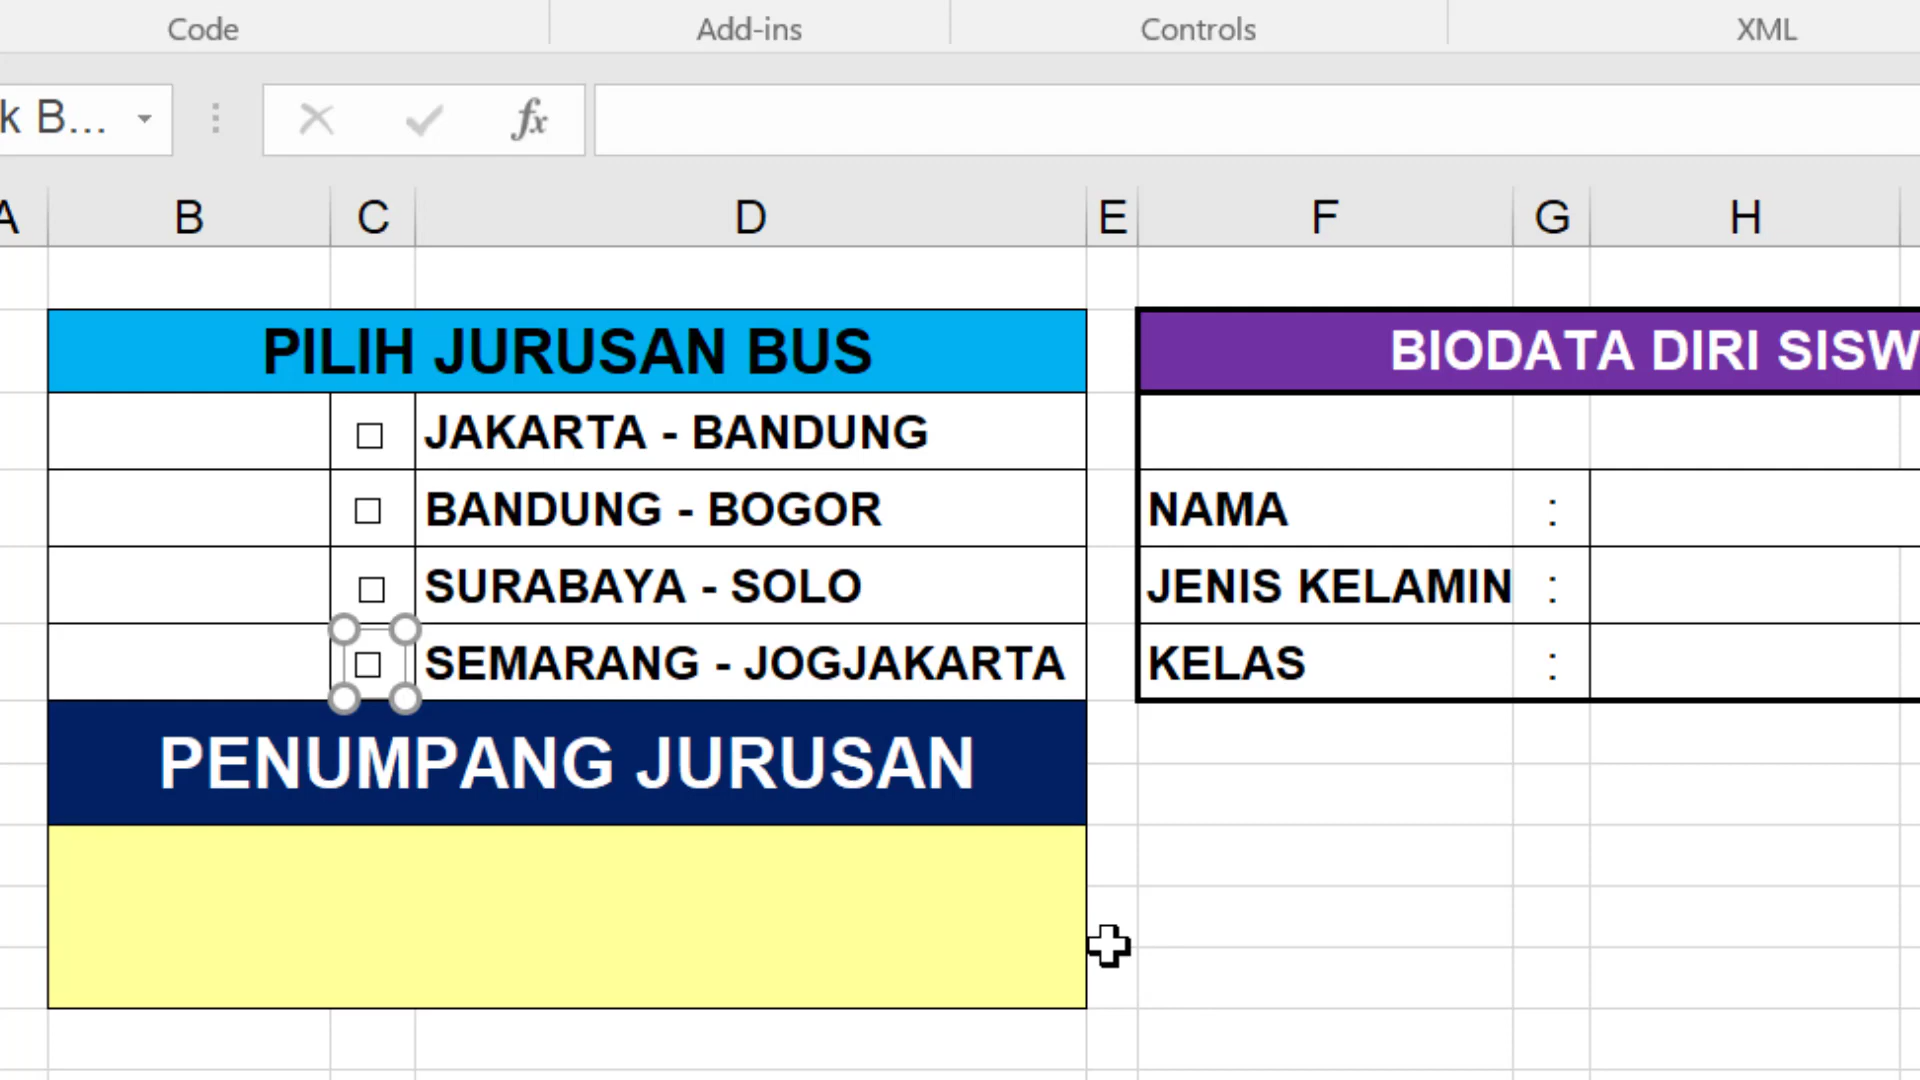 Code Add-ins Controls XML
k B... fx
A B C D E F G H
PILIH JURUSAN BUS
JAKARTA - BANDUNG
BANDUNG - BOGOR
SURABAYA - SOLO
SEMARANG - JOGJAKARTA
PENUMPANG JURUSAN
BIODATA DIRI SISW
NAMA :
JENIS KELAMIN :
KELAS :